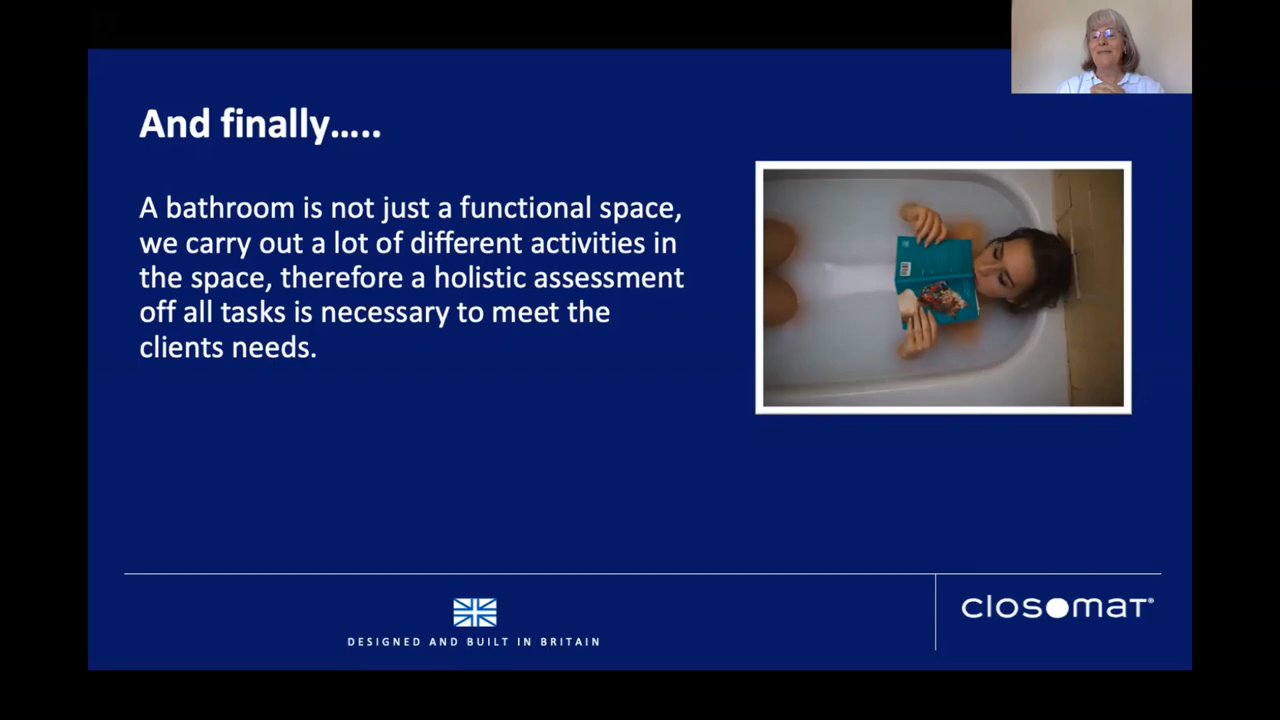 And finally…..
A bathroom is not just a functional space,
we carry out a lot of different activities in
the space, therefore a holistic assessment
off all tasks is necessary to meet the
clients needs.
DESIGNED AND BUILT IN BRITAIN
closomat®